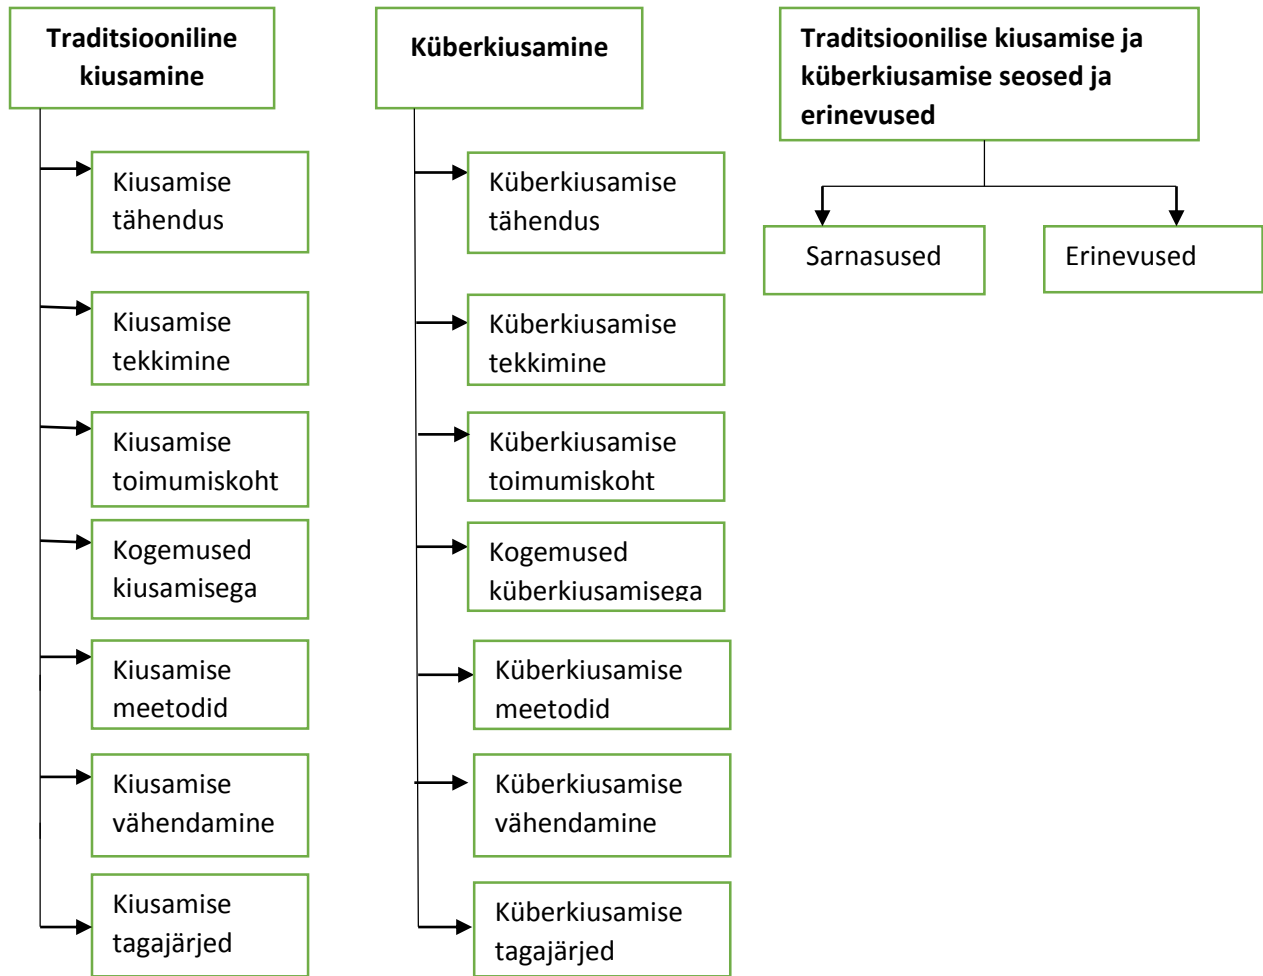 Traditsiooniline
kiusamine
Kiusamise
tähendus
Kiusamise
tekkimine
Kiusamise
toimumiskoht
Kogemused
kiusamisega
Kiusamise
meetodid
Kiusamise
vähendamine
Kiusamise
tagajärjed
Küberkiusamine
Küberkiusamise
tähendus
Küberkiusamise
tekkimine
Küberkiusamise
toimumiskoht
Kogemused
küberkiusamisega
Küberkiusamise
meetodid
Küberkiusamise
vähendamine
Küberkiusamise
tagajärjed
Traditsioonilise kiusamise ja
küberkiusamise seosed ja
erinevused
Sarnasused
Erinevused